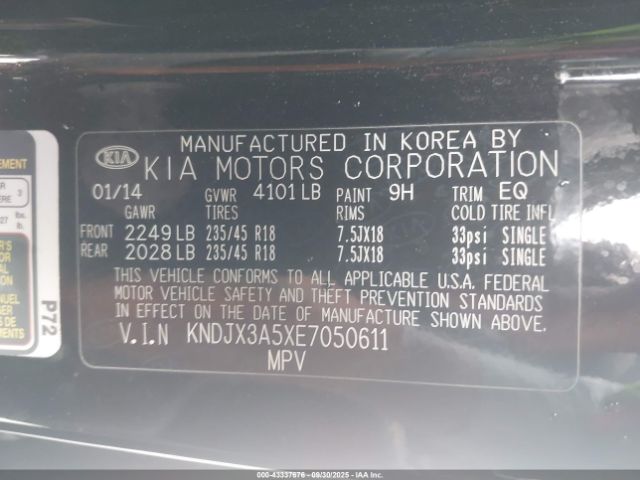 MANUFACTURED IN KOREA BY
KIA KIA MOTORS CORPORATION
01/14 GVWR 4101 LB PAINT 9H TRIM EQ
GAWR TIRES RIMS COLD TIRE INFL
FRONT 2249 LB 235/45 R18 7.5JX18 33psi SINGLE
REAR 2028 LB 235/45 R18 7.5JX18 33psi SINGLE
THIS VEHICLE CONFORMS TO ALL APPLICABLE U.S.A. FEDERAL
MOTOR VEHICLE SAFETY AND THEFT PREVENTION STANDARDS
IN EFFECT ON THE DATE OF MANUFACTURE SHOWN ABOVE.
V.I.N KNDJX3A5XE7050611
MPV
P72
000-43337676 - 09/30/2025 - IAAI.COM